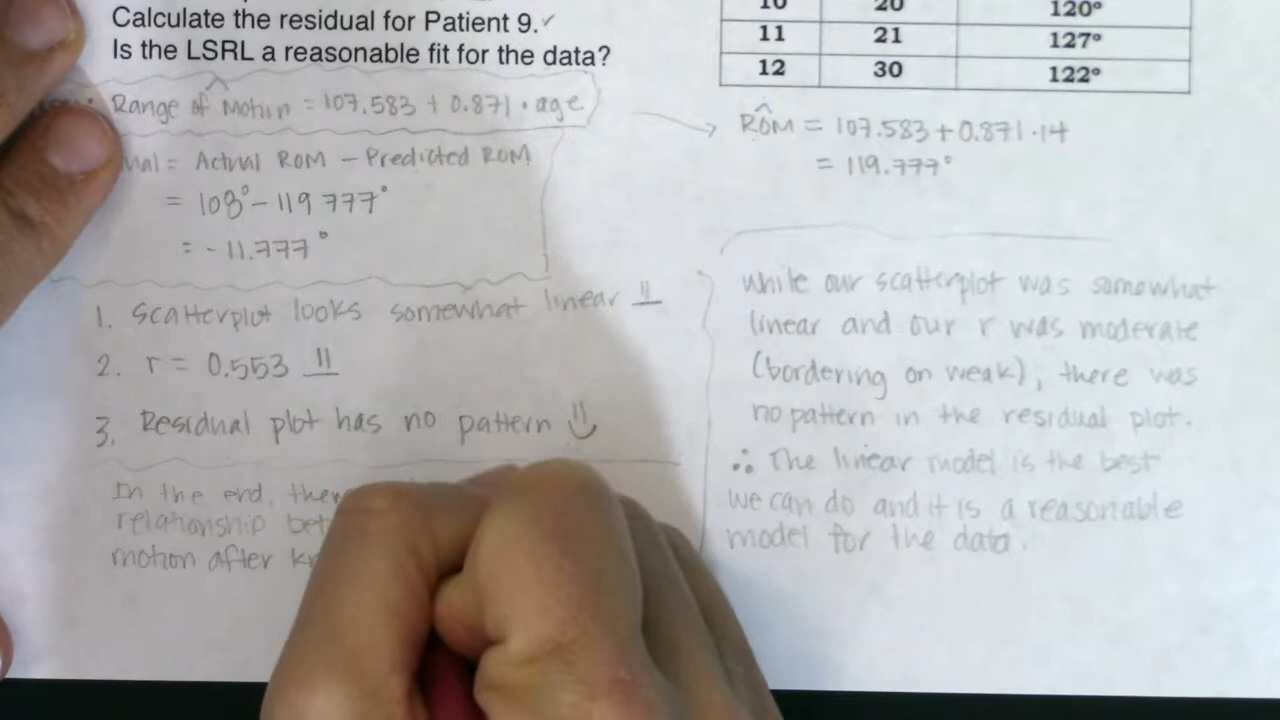 Calculate the residual for Patient 9.
Is the LSRL a reasonable fit for the data?
10 20 120°
11 21 127°
12 30 122°
Range of Motion = 107.583 + 0.871 · age
RÔM = 107.583 + 0.871 · 14
= 119.777°
= Actual ROM - Predicted ROM
= 108° - 119 777°
= -11.777°
1. Scatterplot looks somewhat linear
2. r = 0.553
3. Residual plot has no pattern
In the end,
relationship
motion after
While our scatterplot was somewhat
linear and our r was moderate
(bordering on weak), there was
no pattern in the residual plot.
∴ The linear model is the best
we can do and it is a reasonable
model for the data.